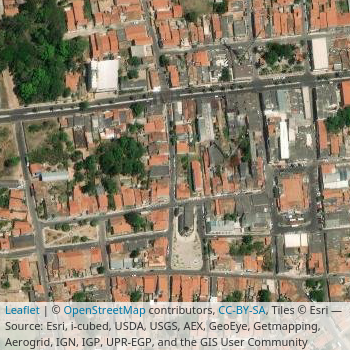 Leaflet | © OpenStreetMap contributors, CC-BY-SA, Tiles © Esri —
Source: Esri, i-cubed, USDA, USGS, AEX, GeoEye, Getmapping,
Aerogrid, IGN, IGP, UPR-EGP, and the GIS User Community